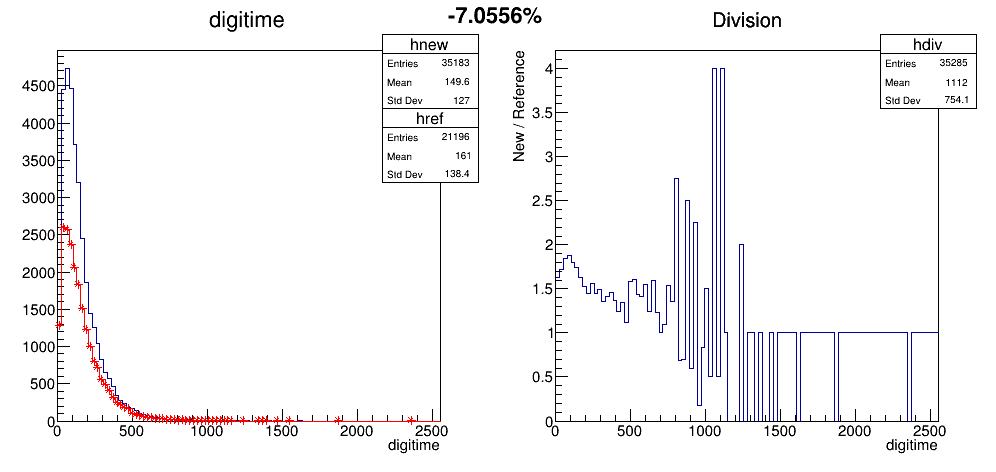 -7.0556%
digitime
hnew
Entries 35183
Mean 149.6
Std Dev 127
href
Entries 21196
Mean 161
Std Dev 138.4
4500
4000
3500
3000
2500
2000
1500
1000
500
0
0 500 1000 1500 2000 2500
digitime
Division
hdiv
Entries 35285
Mean 1112
Std Dev 754.1
New / Reference
4
3.5
3
2.5
2
1.5
1
0.5
0
0 500 1000 1500 2000 2500
digitime